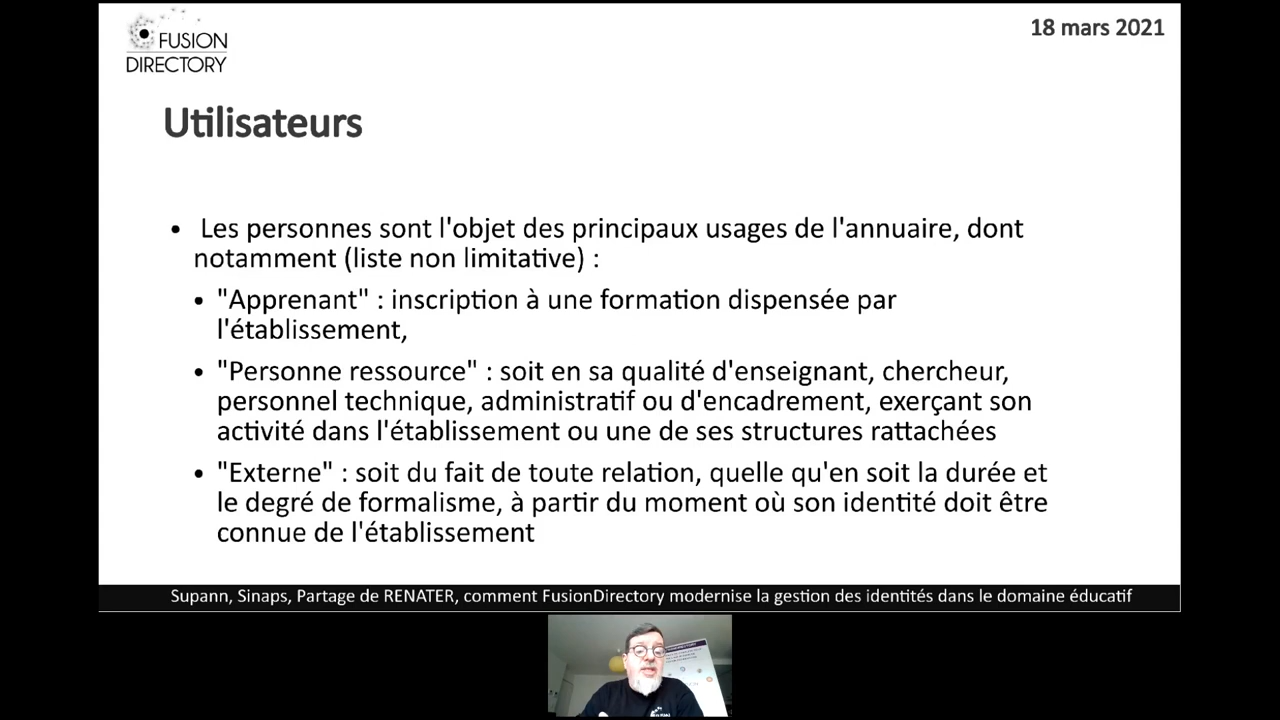 FUSION
DIRECTORY
18 mars 2021
Utilisateurs
• Les personnes sont l'objet des principaux usages de l'annuaire, dont
notamment (liste non limitative) :
• "Apprenant" : inscription à une formation dispensée par
l'établissement,
• "Personne ressource" : soit en sa qualité d'enseignant, chercheur,
personnel technique, administratif ou d'encadrement, exerçant son
activité dans l'établissement ou une de ses structures rattachées
• "Externe" : soit du fait de toute relation, quelle qu'en soit la durée et
le degré de formalisme, à partir du moment où son identité doit être
connue de l'établissement
Supann, Sinaps, Partage de RENATER, comment FusionDirectory modernise la gestion des identités dans le domaine éducatif